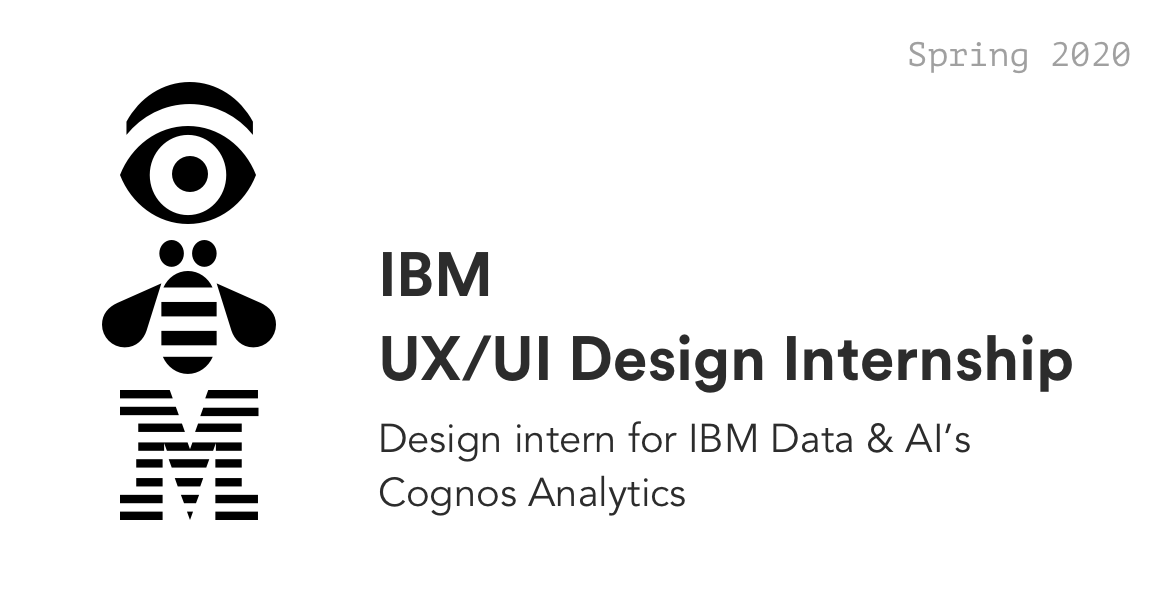 Spring 2020
M
IBM
UX/UI Design Internship
Design intern for IBM Data & AI’s
Cognos Analytics